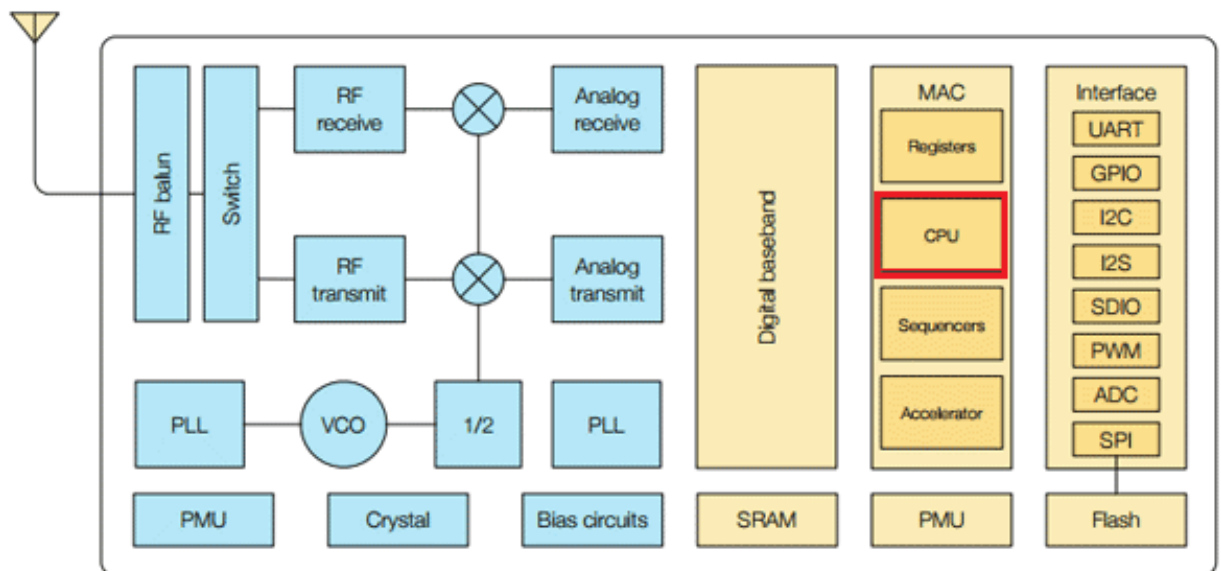 RF balun
Switch
RF
receive
Analog
receive
RF
transmit
Analog
transmit
PLL
VCO
1/2
PLL
PMU
Crystal
Bias circuits
Digital baseband
SRAM
MAC
Registers
CPU
Sequencers
Accelerator
PMU
Interface
UART
GPIO
I2C
I2S
SDIO
PWM
ADC
SPI
Flash